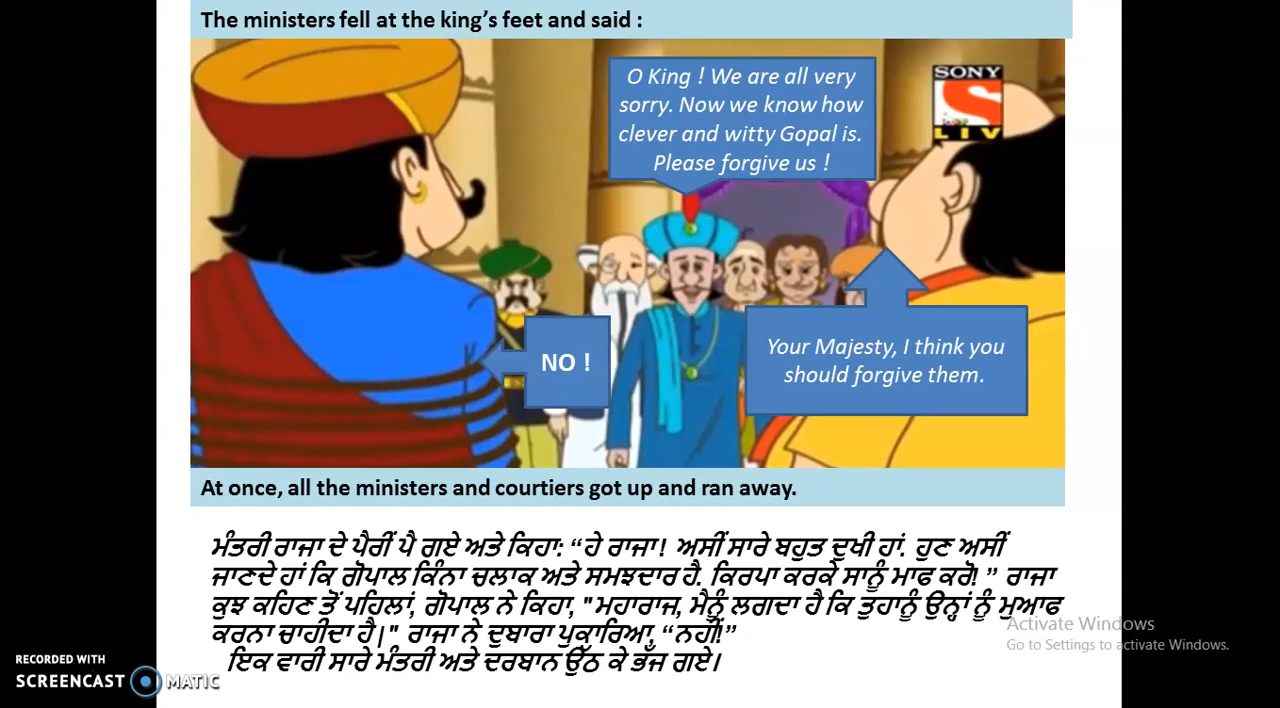 The ministers fell at the king’s feet and said :
O King ! We are all very
sorry. Now we know how
clever and witty Gopal is.
Please forgive us !
SONY
LIV
NO !
Your Majesty, I think you
should forgive them.
At once, all the ministers and courtiers got up and ran away.
ਮੰਤਰੀ ਰਾਜਾ ਦੇ ਪੈਰੀਂ ਪੈ ਗਏ ਅਤੇ ਕਿਹਾ: “ਹੇ ਰਾਜਾ! ਅਸੀਂ ਸਾਰੇ ਬਹੁਤ ਦੁਖੀ ਹਾਂ. ਹੁਣ ਅਸੀਂ
ਜਾਣਦੇ ਹਾਂ ਕਿ ਗੋਪਾਲ ਕਿੰਨਾ ਚਲਾਕ ਅਤੇ ਸਮਝਦਾਰ ਹੈ. ਕਿਰਪਾ ਕਰਕੇ ਸਾਨੂੰ ਮਾਫ ਕਰੋ! ” ਰਾਜਾ
ਕੁਝ ਕਹਿਣ ਤੋਂ ਪਹਿਲਾਂ, ਗੋਪਾਲ ਨੇ ਕਿਹਾ, "ਮਹਾਰਾਜ, ਮੈਨੂੰ ਲਗਦਾ ਹੈ ਕਿ ਤੁਹਾਨੂੰ ਉਨ੍ਹਾਂ ਨੂੰ ਮੁਆਫ
ਕਰਨਾ ਚਾਹੀਦਾ ਹੈ|" ਰਾਜਾ ਨੇ ਦੁਬਾਰਾ ਪੁਕਾਰਿਆ, “ਨਹੀਂ!”
ਇਕ ਵਾਰੀ ਸਾਰੇ ਮੰਤਰੀ ਅਤੇ ਦਰਬਾਨ ਉੱਠ ਕੇ ਭੱਜ ਗਏ।
Activate Windows
Go to Settings to activate Windows.
RECORDED WITH
SCREENCAST MATIC